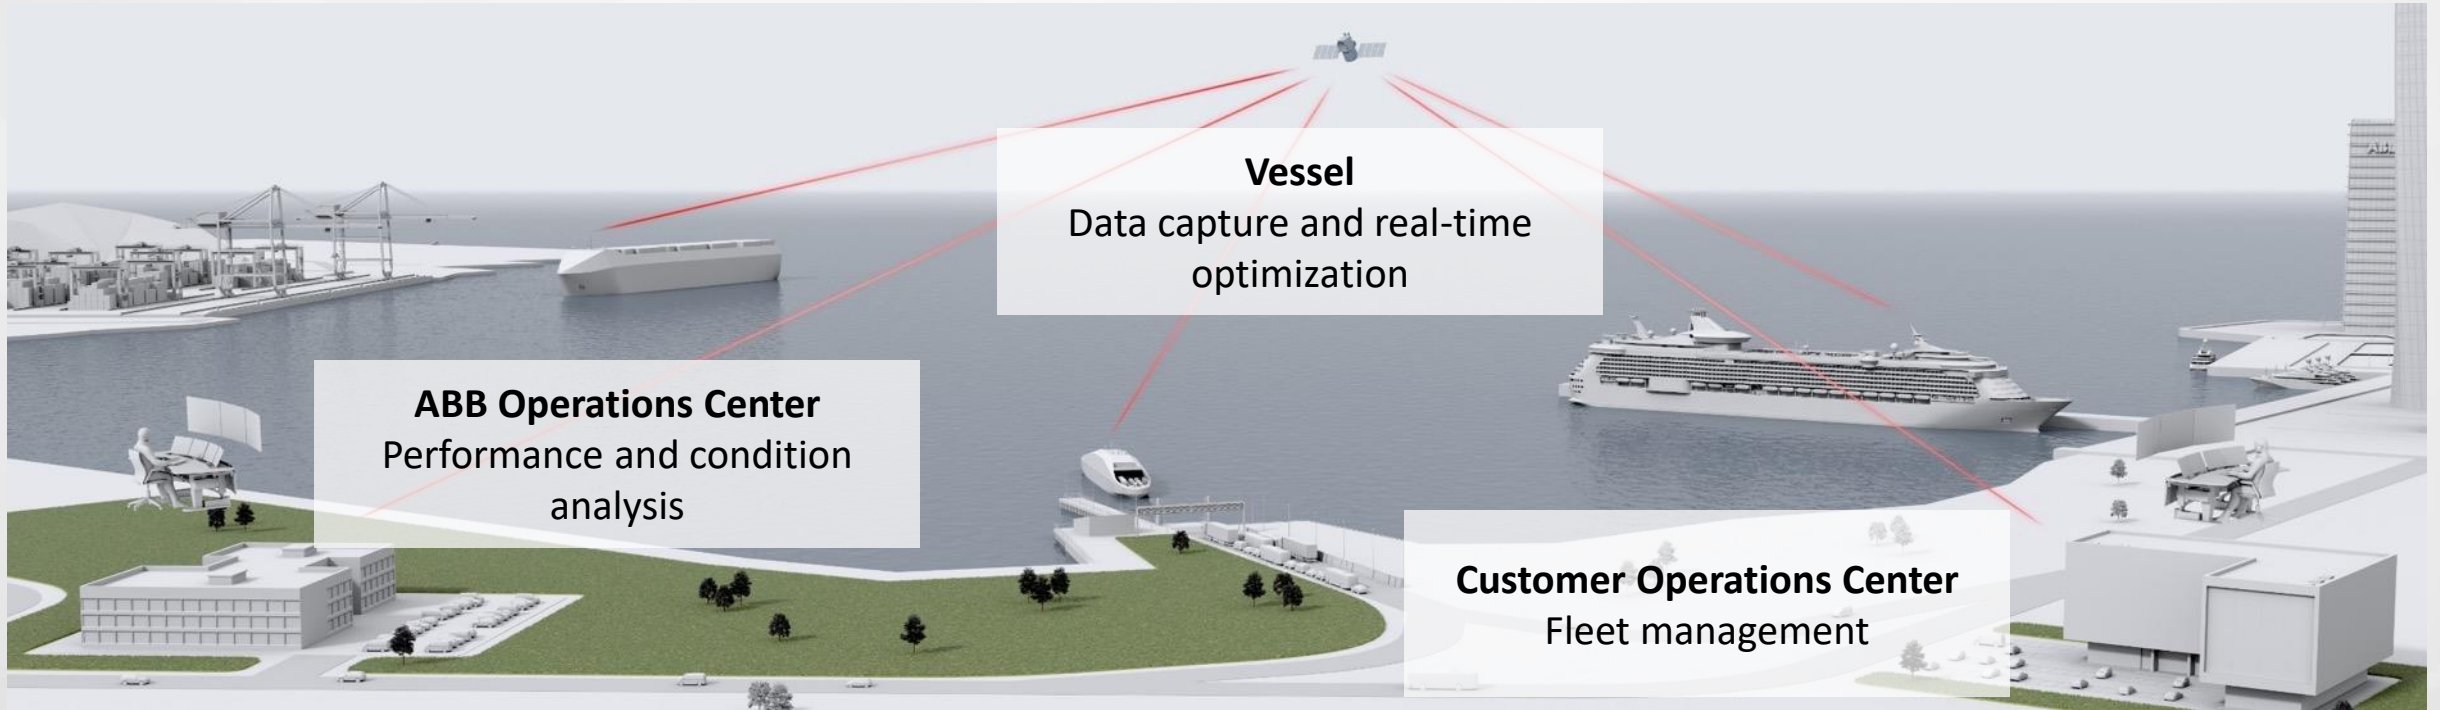 Vessel
Data capture and real-time
optimization
ABB Operations Center
Performance and condition
analysis
Customer Operations Center
Fleet management
ABB